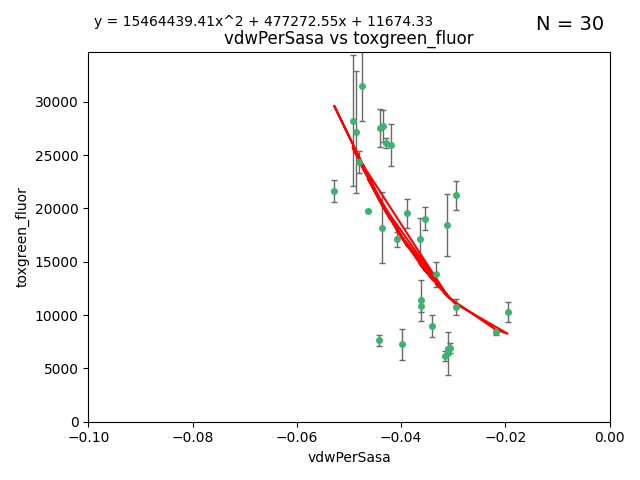 y = 15464439.41x^2 + 477272.55x + 11674.33
N = 30
vdwPerSasa vs toxgreen_fluor
30000
25000
20000
15000
10000
5000
0
toxgreen_fluor
−0.10 −0.08 −0.06 −0.04 −0.02 0.00
vdwPerSasa